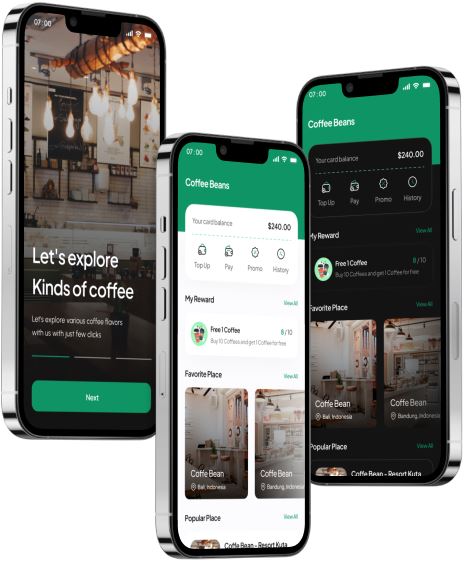 07:00
Let's explore
Kinds of coffee
Let's explore various coffee flavors
with us with just few clicks
Next
07:00
Coffee Beans
Your card balance
$240.00
Top Up
Pay
Promo
History
My Reward
View All
Free 1 Coffee
8/10
Buy 10 Coffees and get 1 Coffee for free
Favorite Place
View All
Coffe Bean
Bali, Indonesia
Coffe Bean
Bandung, Indonesia
Popular Place
View All
Coffe Bean - Resort Kuta
07:00
Coffee Beans
Your card balance
$240.00
Top Up
Pay
Promo
History
My Reward
View All
Free 1 Coffee
8/10
Buy 10 Coffees and get 1 Coffee for free
Favorite Place
View All
Coffe Bean
Bali, Indonesia
Coffe Bean
Bandung, Indonesia
Popular Place
View All
Coffe Bean - Resort Kuta